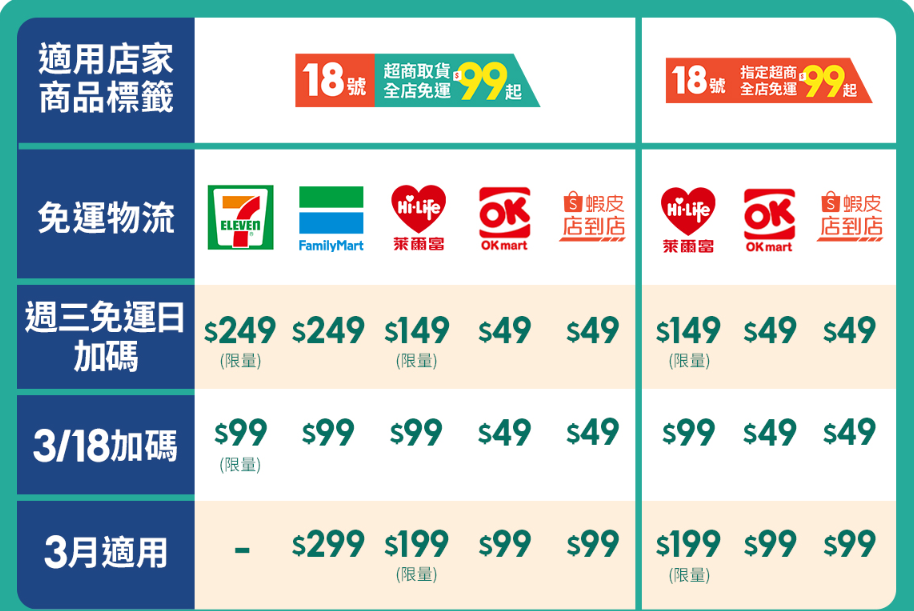 適用店家
商品標籤
18號 超商取貨 全店免運 $99起
18號 指定超商 全店免運 $99起
免運物流
7 ELEVEN FamilyMart Hi-Life 萊爾富 OK OKmart S 蝦皮 店到店
Hi-Life 萊爾富 OK OKmart S 蝦皮 店到店
週三免運日
加碼
$249 $249 $149 $49 $49 $149 $49 $49
(限量) (限量) (限量)
3/18加碼
$99 $99 $99 $49 $49 $99 $49 $49
(限量)
3月適用
- $299 $199 $99 $99 $199 $99 $99
(限量) (限量)